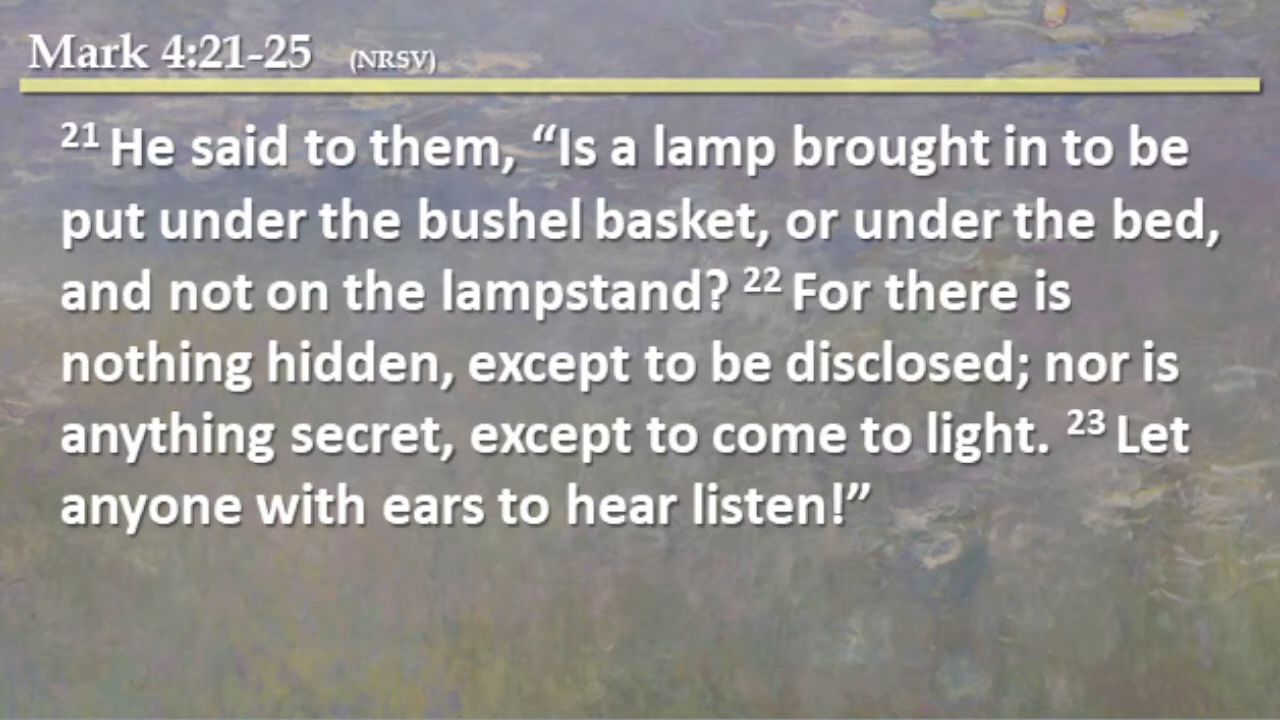 Mark 4:21-25 (NRSV)
21 He said to them, “Is a lamp brought in to be
put under the bushel basket, or under the bed,
and not on the lampstand? 22 For there is
nothing hidden, except to be disclosed; nor is
anything secret, except to come to light. 23 Let
anyone with ears to hear listen!”